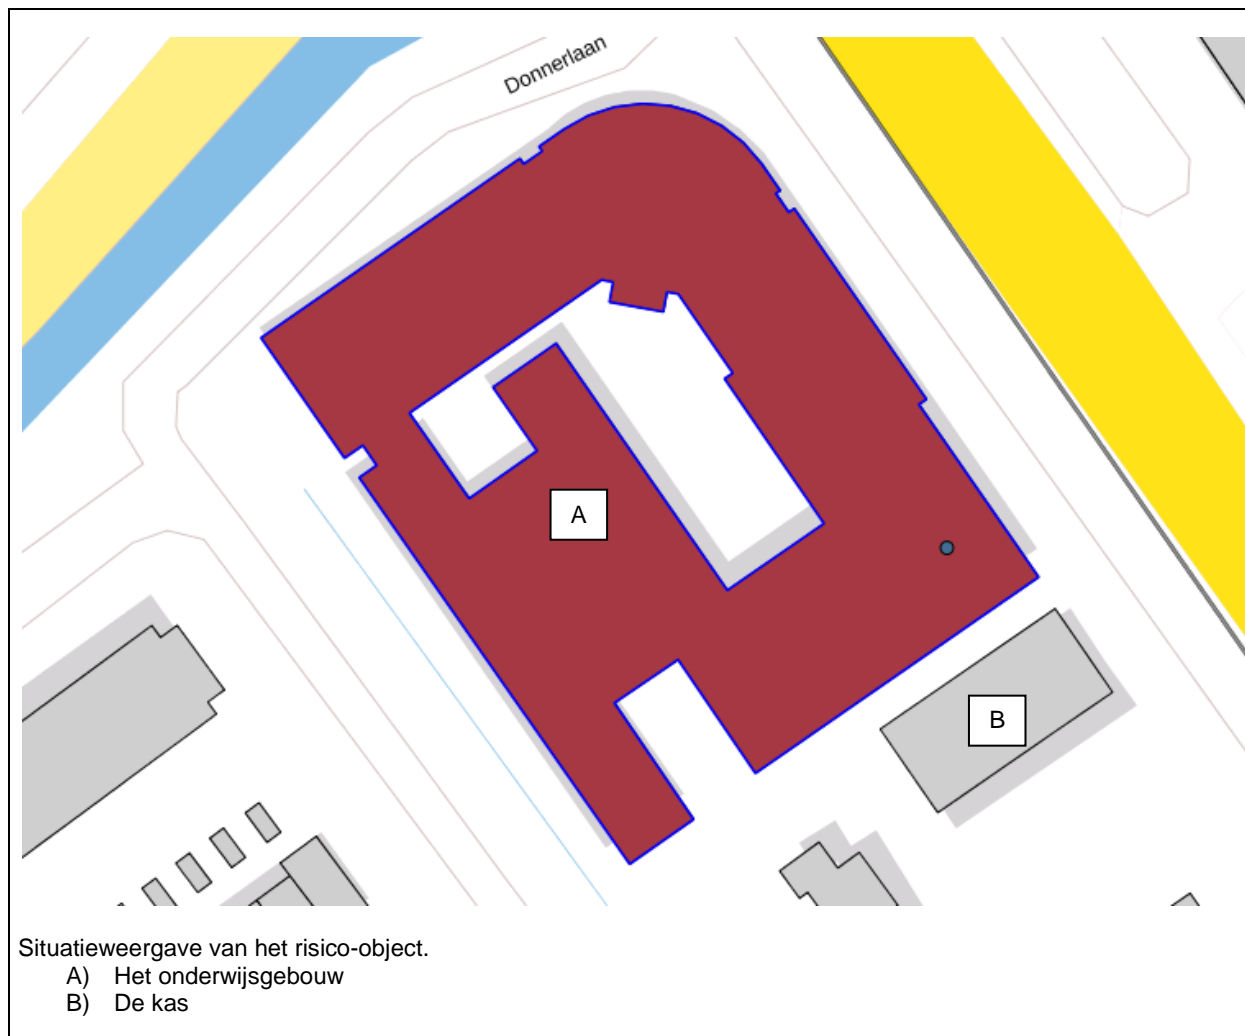 Donnerlaan
A
B
Situatieweergave van het risico-object.
A) Het onderwijsgebouw
B) De kas